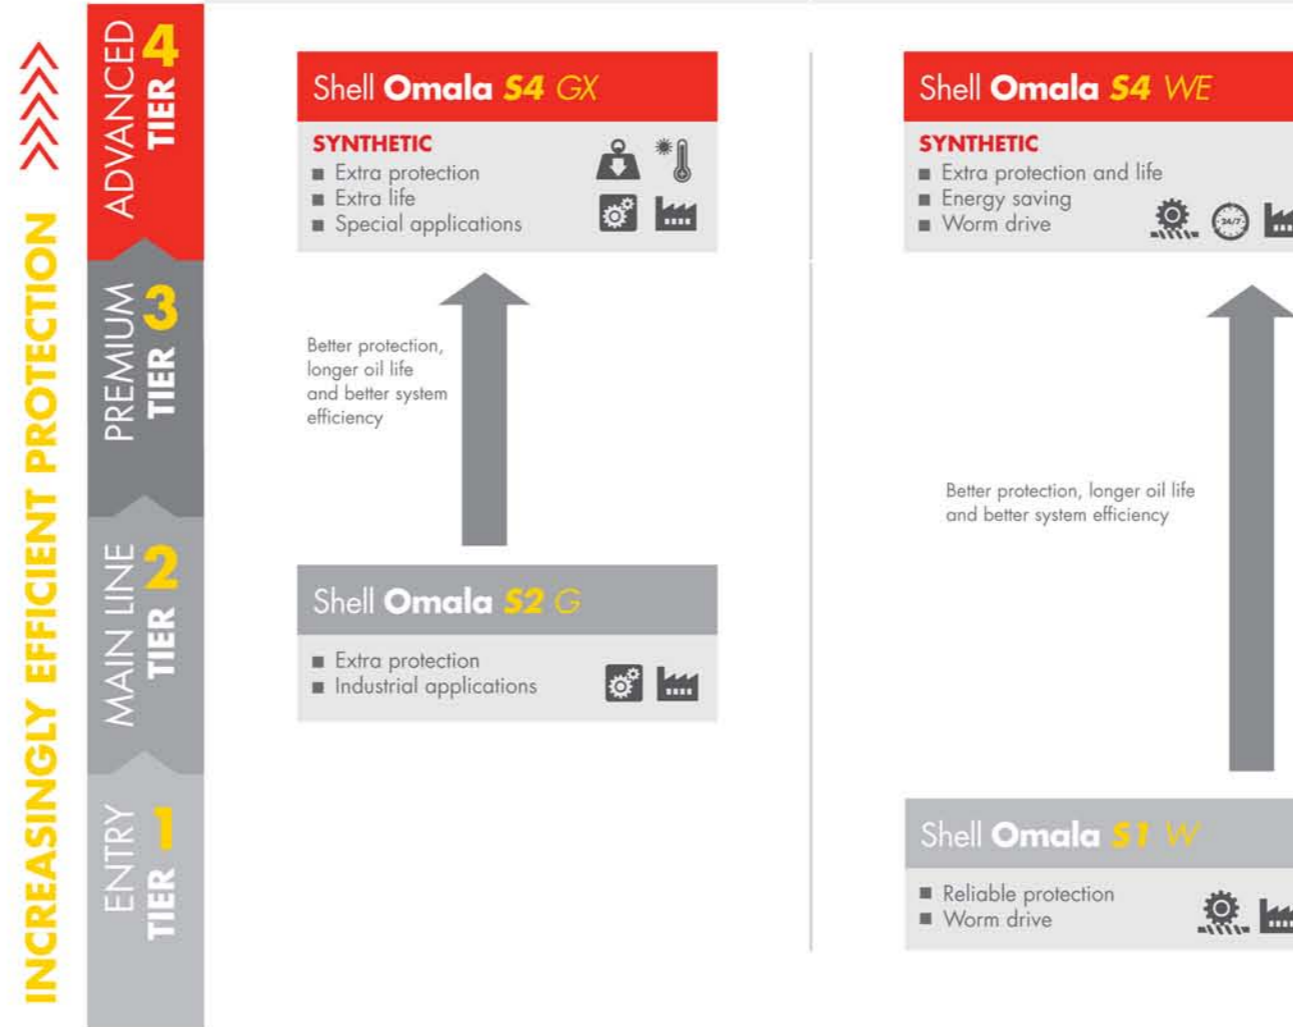 INCREASINGLY EFFICIENT PROTECTION
ADVANCED
TIER 4
PREMIUM
TIER 3
MAIN LINE
TIER 2
ENTRY
TIER 1
Shell Omala S4 GX
SYNTHETIC
Extra protection
Extra life
Special applications
Better protection,
longer oil life
and better system
efficiency
Shell Omala S2 G
Extra protection
Industrial applications
Shell Omala S4 WE
SYNTHETIC
Extra protection and life
Energy saving
Worm drive
24/7
Better protection, longer oil life
and better system efficiency
Shell Omala S1 W
Reliable protection
Worm drive